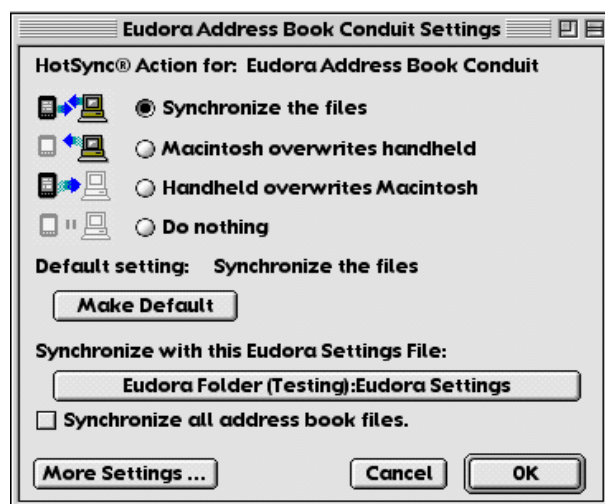 Eudora Address Book Conduit Settings
HotSync® Action for: Eudora Address Book Conduit
Synchronize the files
Macintosh overwrites handheld
Handheld overwrites Macintosh
Do nothing
Default setting: Synchronize the files
Make Default
Synchronize with this Eudora Settings File:
Eudora Folder (Testing):Eudora Settings
Synchronize all address book files.
More Settings ... Cancel OK